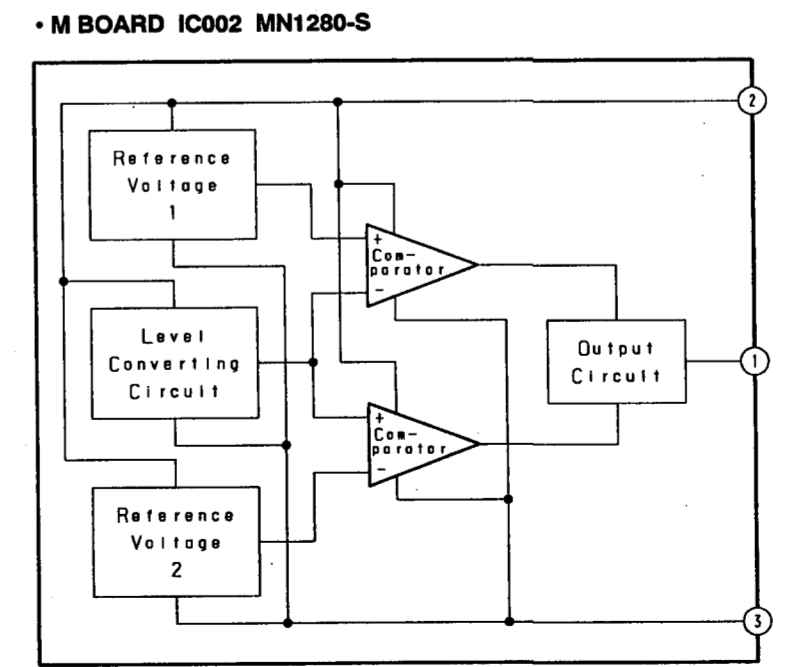 • M BOARD IC002 MN1280-S
2
Reference
Voltage
1
+
Com-
parator
-
Level
Converting
Circuit
Output
Circuit
1
+
Com-
parator
-
Reference
Voltage
2
3